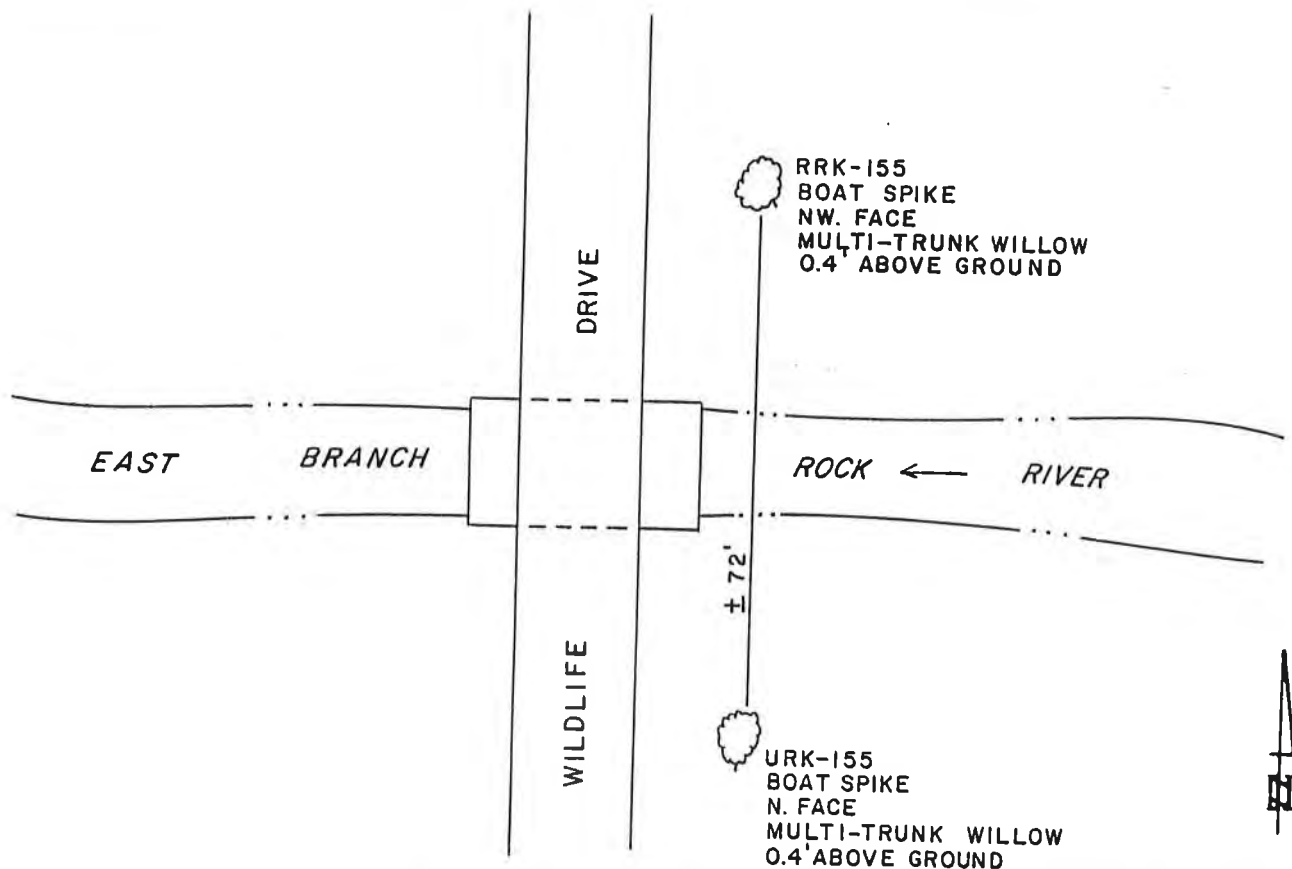 RRK-155
BOAT SPIKE
NW. FACE
MULTI-TRUNK WILLOW
0.4' ABOVE GROUND
DRIVE
EAST BRANCH ROCK RIVER
± 72'
WILDLIFE
URK-155
BOAT SPIKE
N. FACE
MULTI-TRUNK WILLOW
0.4' ABOVE GROUND